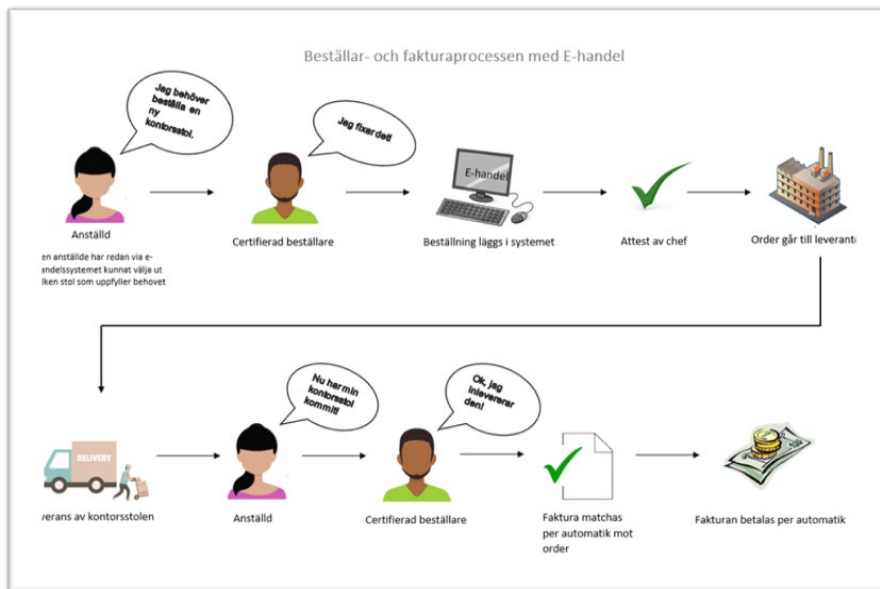 Beställar- och fakturaprocessen med E-handel
Jag behöver
beställa en
ny
kontorsstol.
Jag fixar det!
E-handel
Anställd
Certifierad beställare
Beställning läggs i systemet
Attest av chef
Order går till leverant
en anställde har redan via e-
andelssystemet kunnat välja ut
lken stol som uppfyller behovet
Nu har min
kontorsstol
kommit!
Ok, jag
inlevererar
den!
DELIVERY
verans av kontorsstolen
Anställd
Certifierad beställare
Faktura matchas
per automatik mot
order
Fakturan betalas per automatik